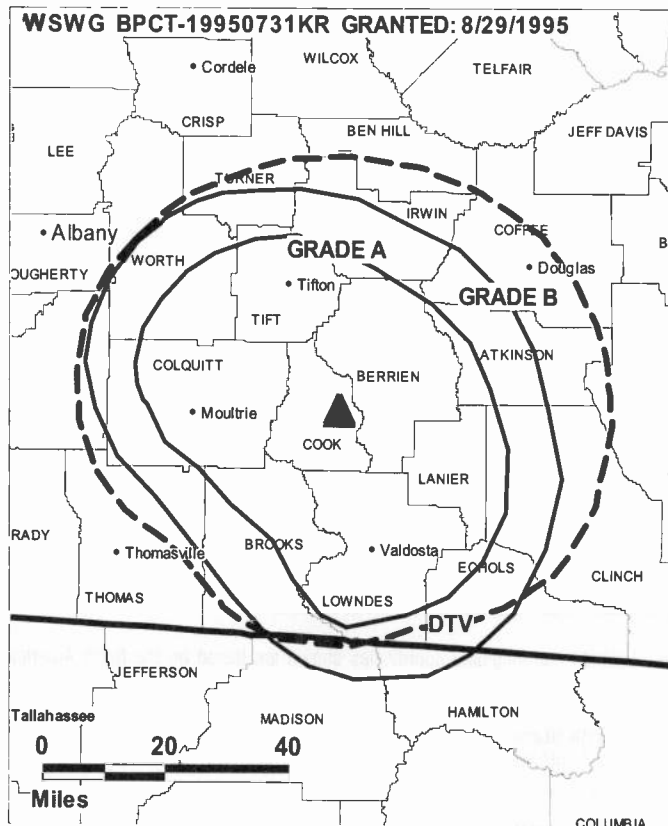 WSWG BPCT-19950731KR GRANTED: 8/29/1995
WILCOX
Cordele
TELFAIR
CRISP
BEN HILL
JEFF DAVIS
LEE
TURNER
IRWIN
COFFEE
Albany
B
WORTH
GRADE A
Douglas
OUGHERTY
Tifton
GRADE B
TIFT
ATKINSON
COLQUITT
BERRIEN
Moultrie
COOK
LANIER
RADY
BROOKS
Valdosta
Thomasville
ECHOLS
CLINCH
THOMAS
LOWNDES
DTV
JEFFERSON
HAMILTON
Tallahassee
MADISON
0 20 40
Miles
COLUMBIA